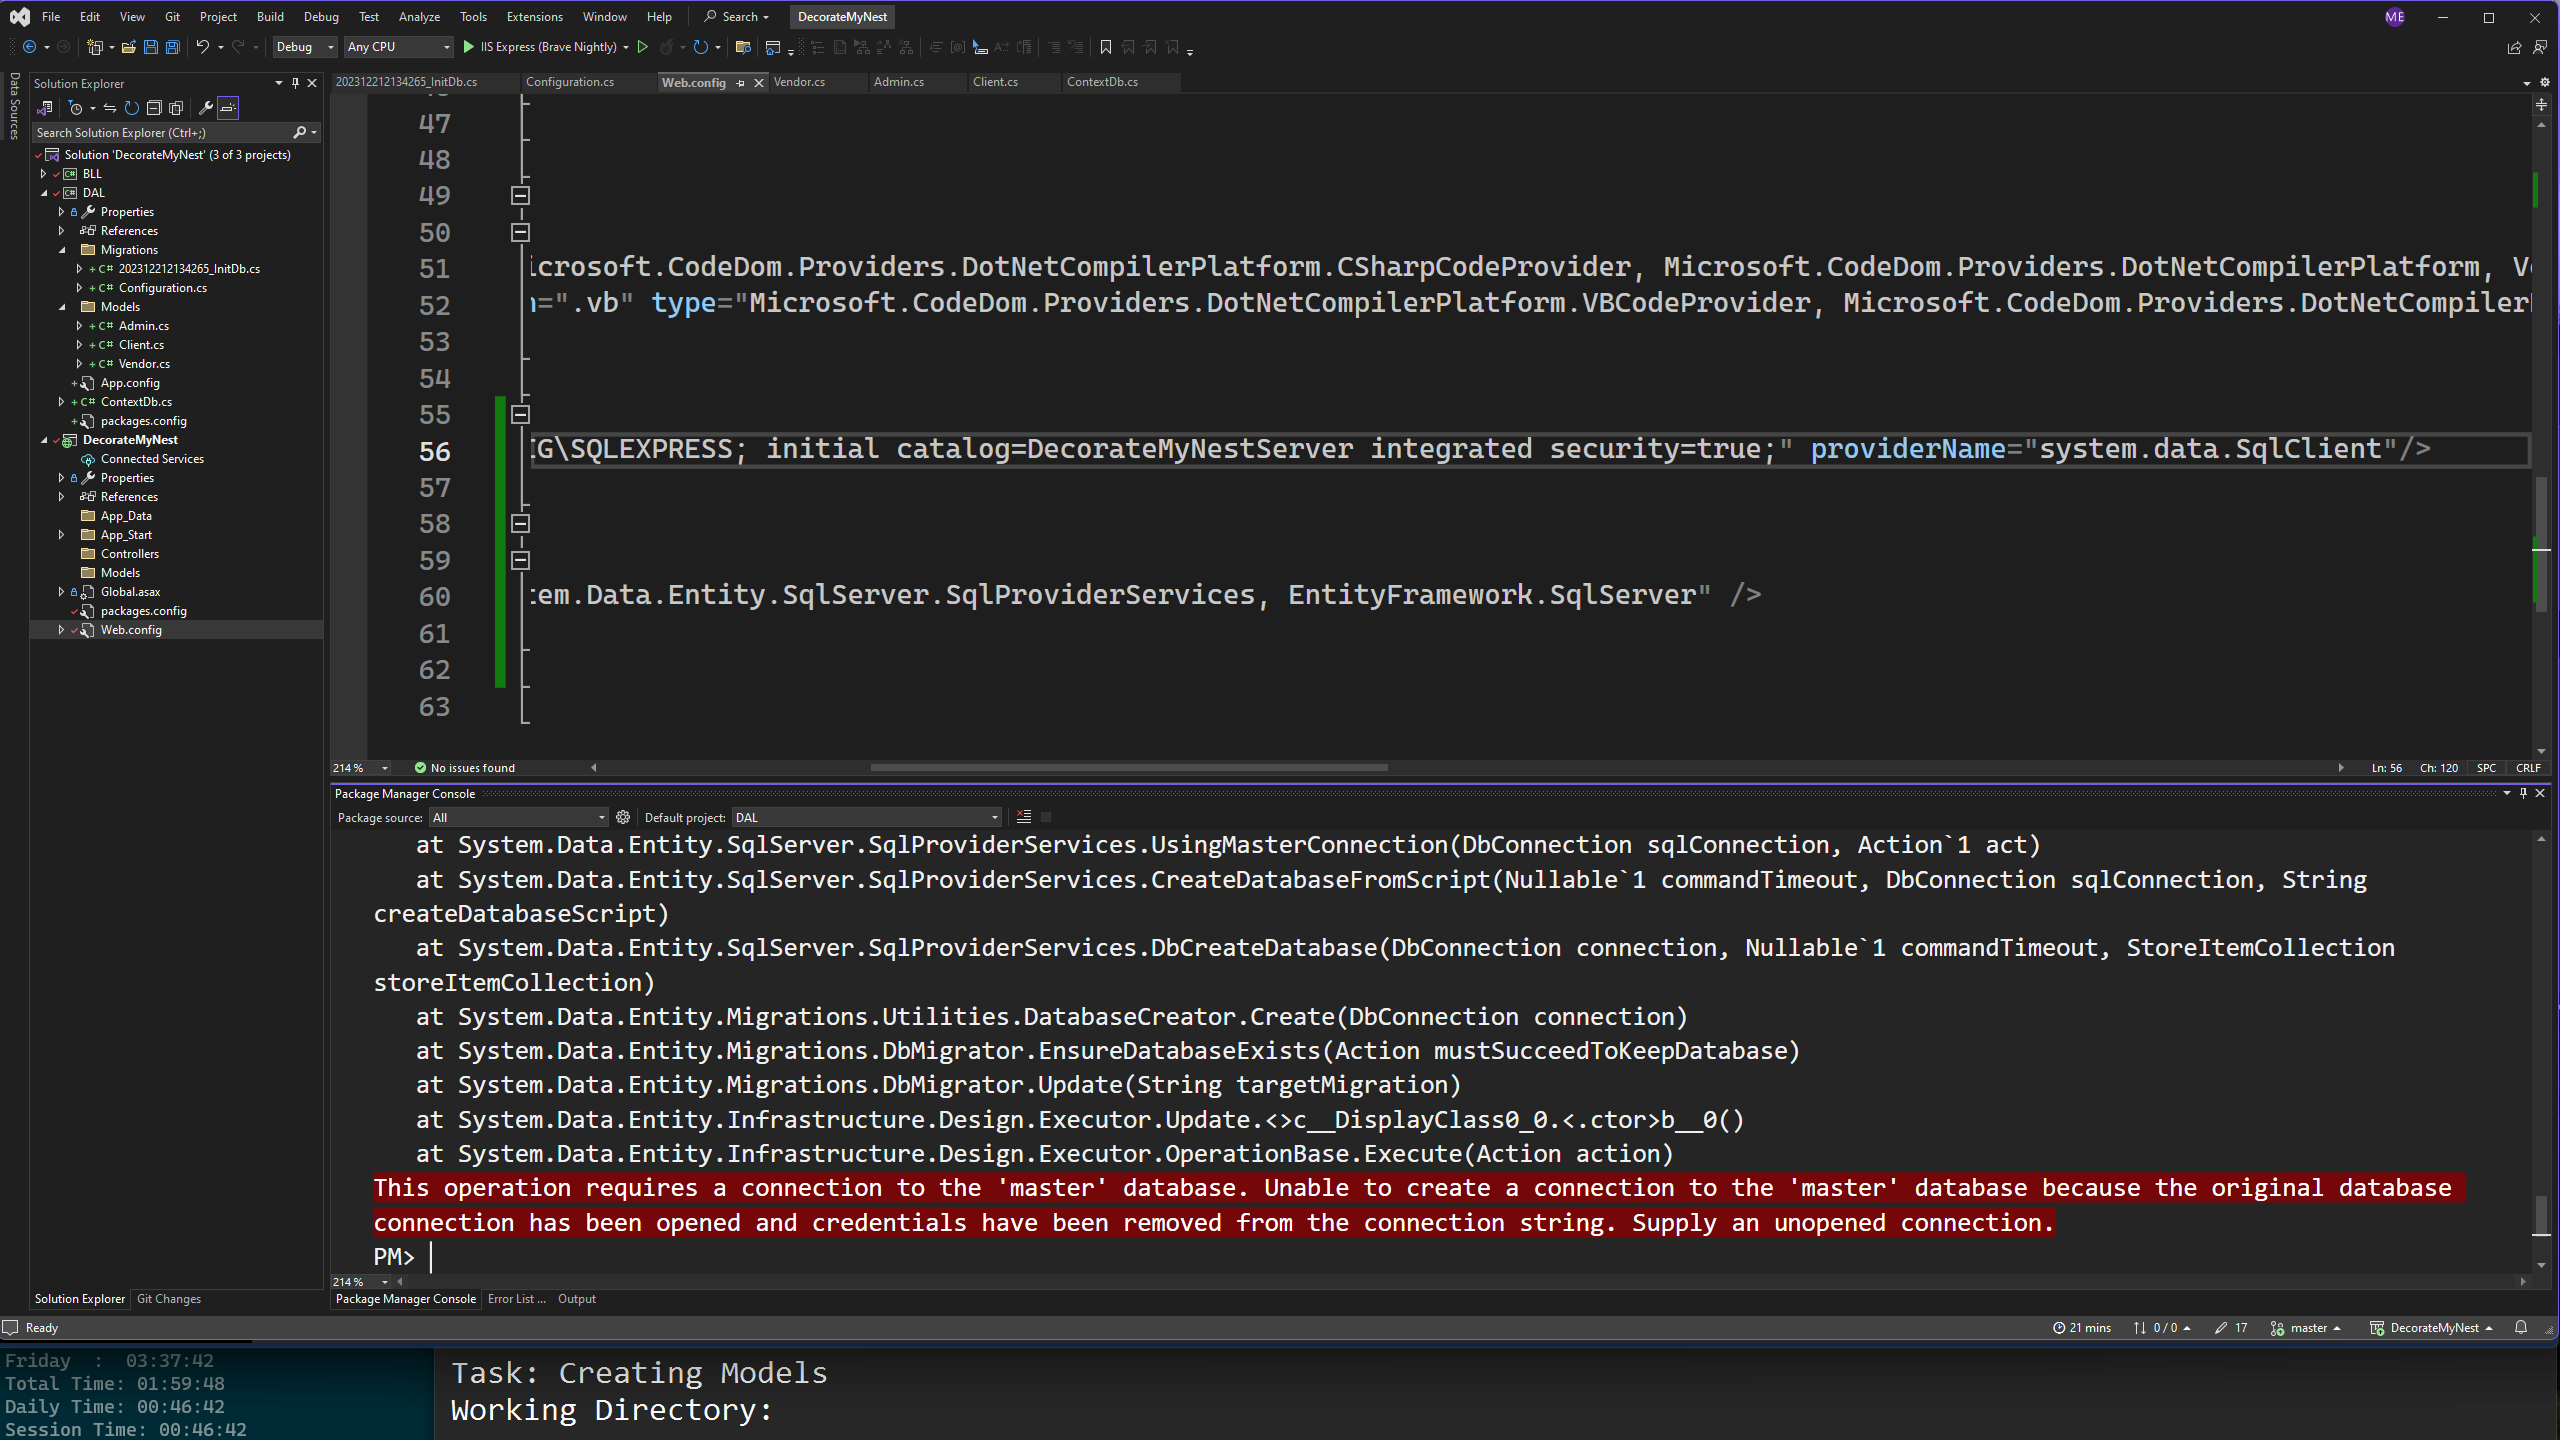 File Edit View Git Project Build Debug Test Analyze Tools Extensions Window Help Search DecorateMyNest ME
Debug Any CPU IIS Express (Brave Nightly)
Data Sources
Solution Explorer
Search Solution Explorer (Ctrl+;)
Solution 'DecorateMyNest' (3 of 3 projects)
BLL
DAL
Properties
References
Migrations
202312212134265_InitDb.cs
Configuration.cs
Models
Admin.cs
Client.cs
Vendor.cs
App.config
ContextDb.cs
packages.config
DecorateMyNest
Connected Services
Properties
References
App_Data
App_Start
Controllers
Models
Global.asax
packages.config
Web.config
Solution Explorer Git Changes
202312212134265_InitDb.cs Configuration.cs Web.config Vendor.cs Admin.cs Client.cs ContextDb.cs
47
48
49
50
51 icrosoft.CodeDom.Providers.DotNetCompilerPlatform.CSharpCodeProvider, Microsoft.CodeDom.Providers.DotNetCompilerPlatform,
52 =".vb" type="Microsoft.CodeDom.Providers.DotNetCompilerPlatform.VBCodeProvider, Microsoft.CodeDom.Providers.DotNetCompiler
53
54
55
56 G\SQLEXPRESS; initial catalog=DecorateMyNestServer integrated security=true;" providerName="system.data.SqlClient"/>
57
58
59
60 tem.Data.Entity.SqlServer.SqlProviderServices, EntityFramework.SqlServer" />
61
62
63
214 % No issues found Ln: 56 Ch: 120 SPC CRLF
Package Manager Console
Package source: All Default project: DAL
at System.Data.Entity.SqlServer.SqlProviderServices.UsingMasterConnection(DbConnection sqlConnection, Action`1 act)
at System.Data.Entity.SqlServer.SqlProviderServices.CreateDatabaseFromScript(Nullable`1 commandTimeout, DbConnection sqlConnection, String
createDatabaseScript)
at System.Data.Entity.SqlServer.SqlProviderServices.DbCreateDatabase(DbConnection connection, Nullable`1 commandTimeout, StoreItemCollection
storeItemCollection)
at System.Data.Entity.Migrations.Utilities.DatabaseCreator.Create(DbConnection connection)
at System.Data.Entity.Migrations.DbMigrator.EnsureDatabaseExists(Action mustSucceedToKeepDatabase)
at System.Data.Entity.Migrations.DbMigrator.Update(String targetMigration)
at System.Data.Entity.Infrastructure.Design.Executor.Update.<>c__DisplayClass0_0.<.ctor>b__0()
at System.Data.Entity.Infrastructure.Design.Executor.OperationBase.Execute(Action action)
This operation requires a connection to the 'master' database. Unable to create a connection to the 'master' database because the original database
connection has been opened and credentials have been removed from the connection string. Supply an unopened connection.
PM>
214 %
Package Manager Console Error List ... Output
Ready 21 mins 0 / 0 17 master DecorateMyNest
Friday : 03:37:42
Total Time: 01:59:48
Daily Time: 00:46:42
Session Time: 00:46:42
Task: Creating Models
Working Directory: